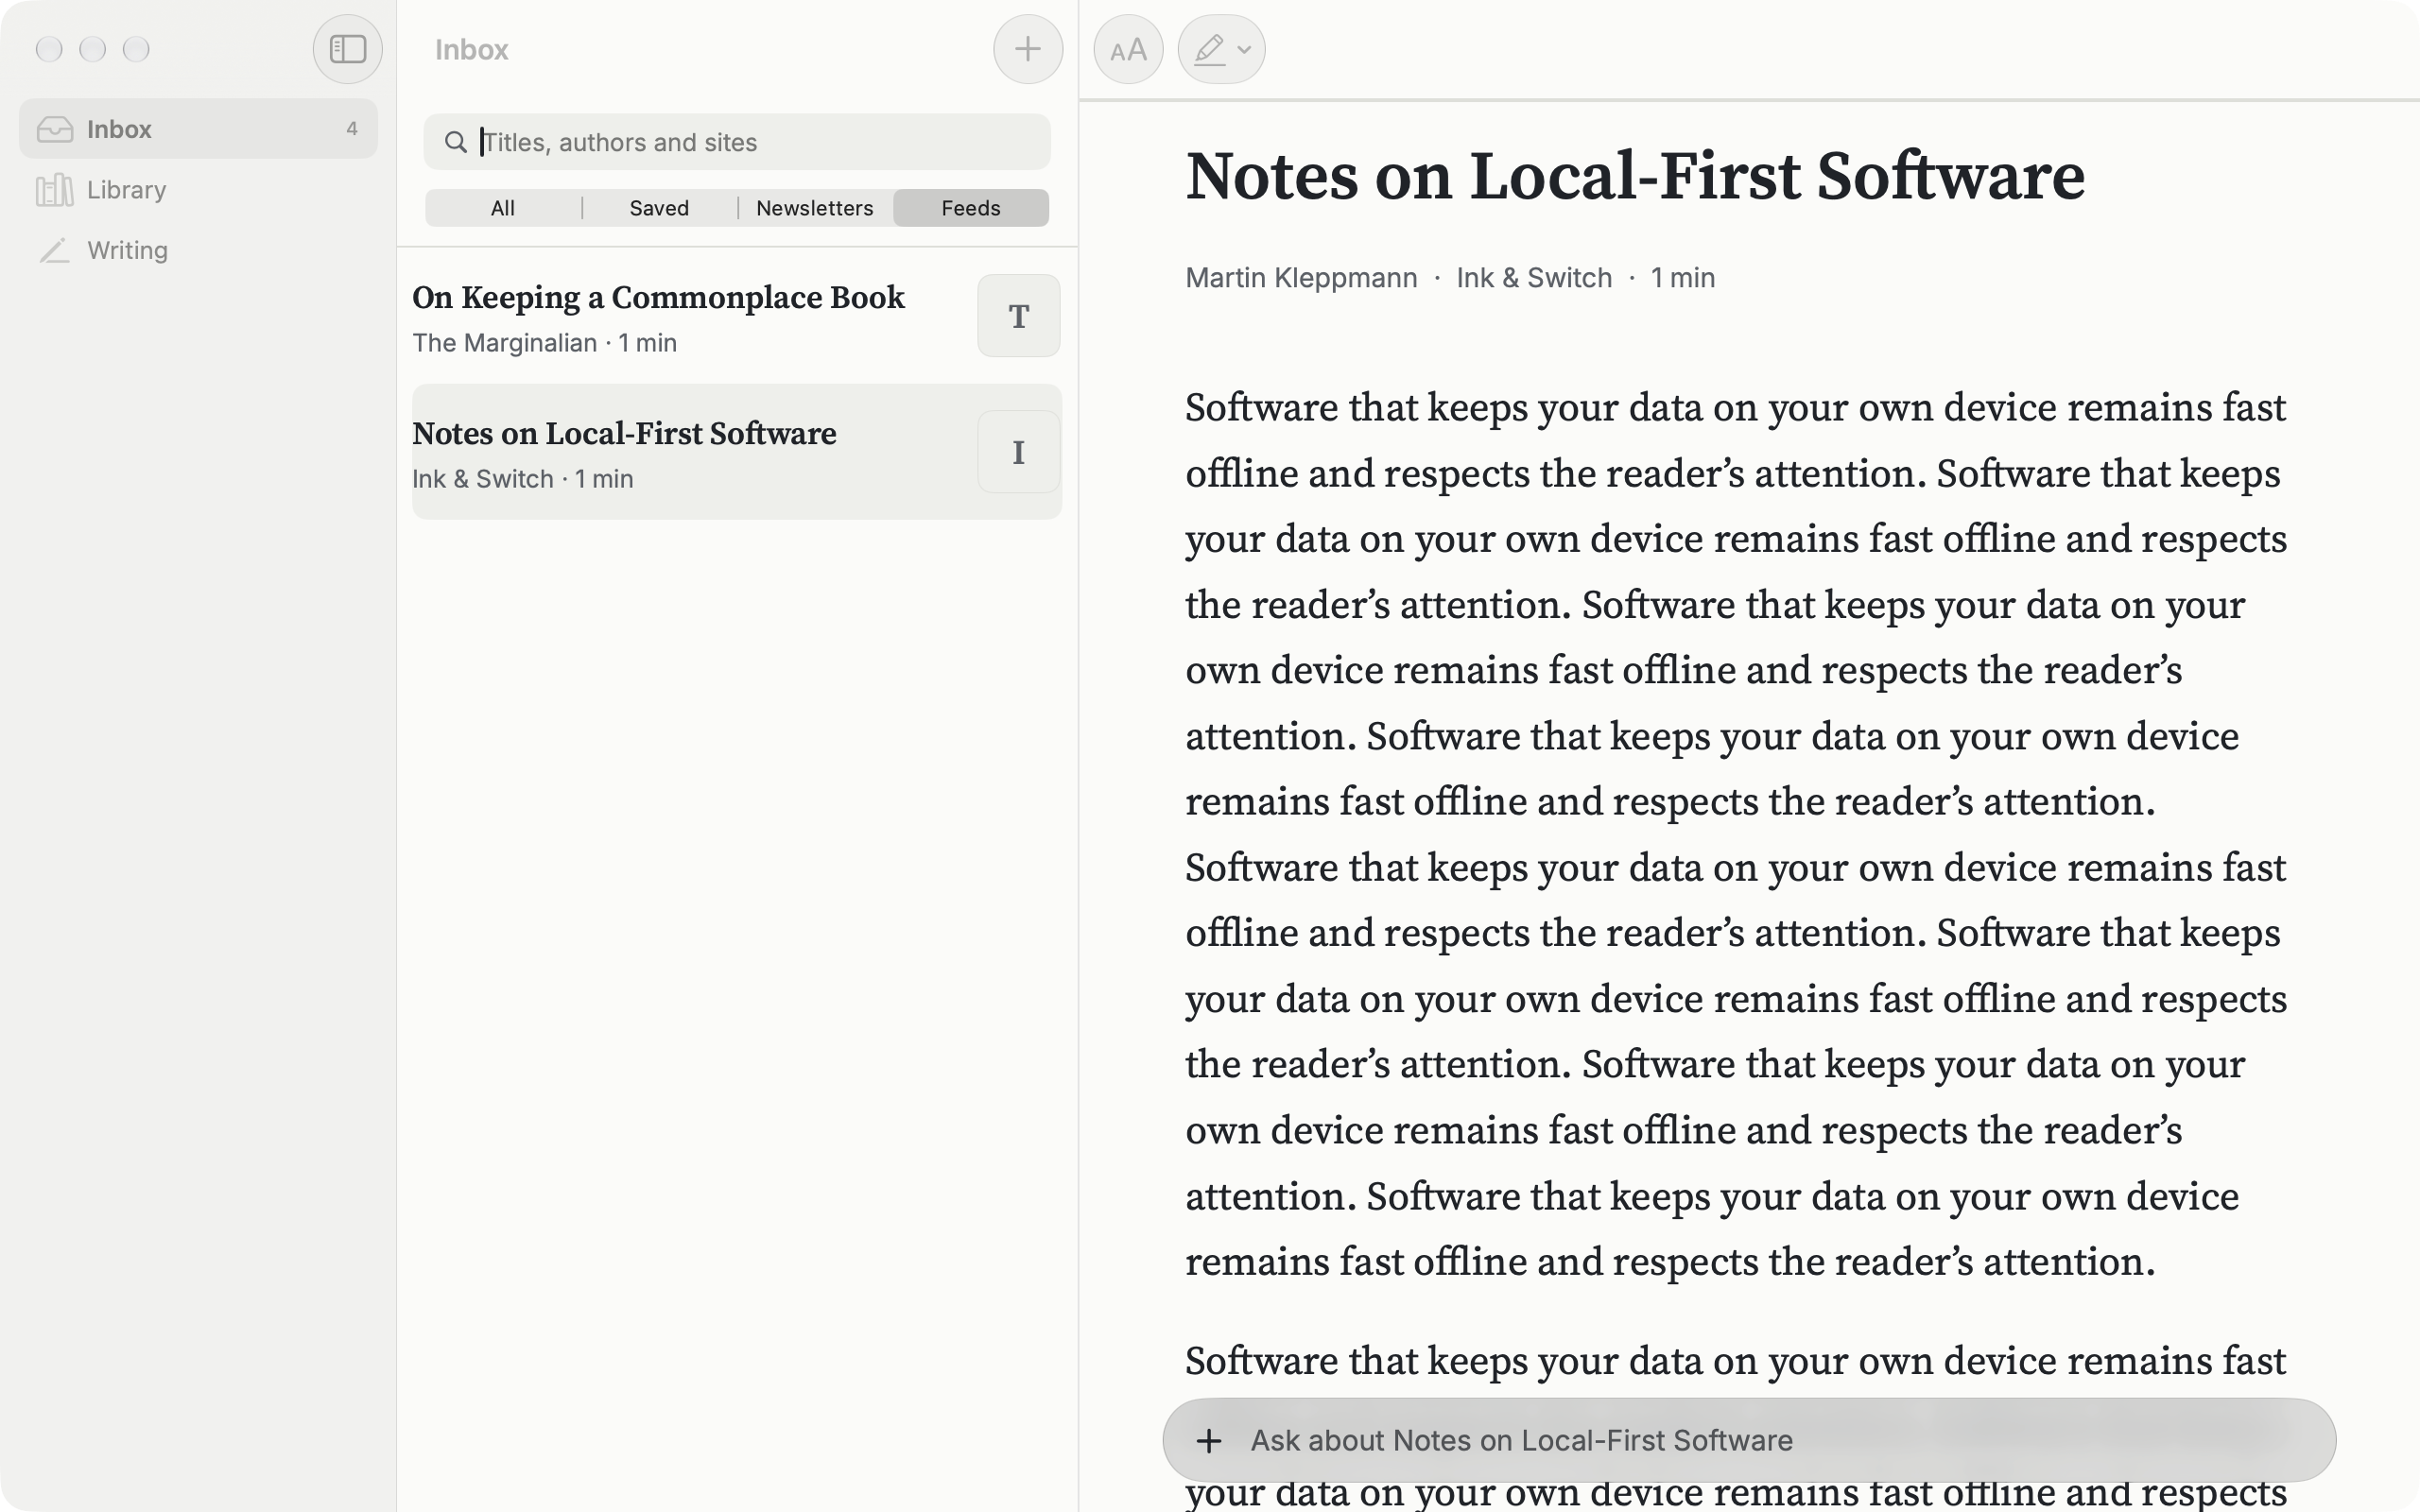 Inbox
4
Library
Writing
Inbox
Titles, authors and sites
All
Saved
Newsletters
Feeds
On Keeping a Commonplace Book
The Marginalian · 1 min
T
Notes on Local-First Software
Ink & Switch · 1 min
I
AA
Notes on Local-First Software
Martin Kleppmann · Ink & Switch · 1 min
Software that keeps your data on your own device remains fast
offline and respects the reader’s attention. Software that keeps
your data on your own device remains fast offline and respects
the reader’s attention. Software that keeps your data on your
own device remains fast offline and respects the reader’s
attention. Software that keeps your data on your own device
remains fast offline and respects the reader’s attention.
Software that keeps your data on your own device remains fast
offline and respects the reader’s attention. Software that keeps
your data on your own device remains fast offline and respects
the reader’s attention. Software that keeps your data on your
own device remains fast offline and respects the reader’s
attention. Software that keeps your data on your own device
remains fast offline and respects the reader’s attention.
Software that keeps your data on your own device remains fast
Ask about Notes on Local-First Software
your data on your own device remains fast offline and respects